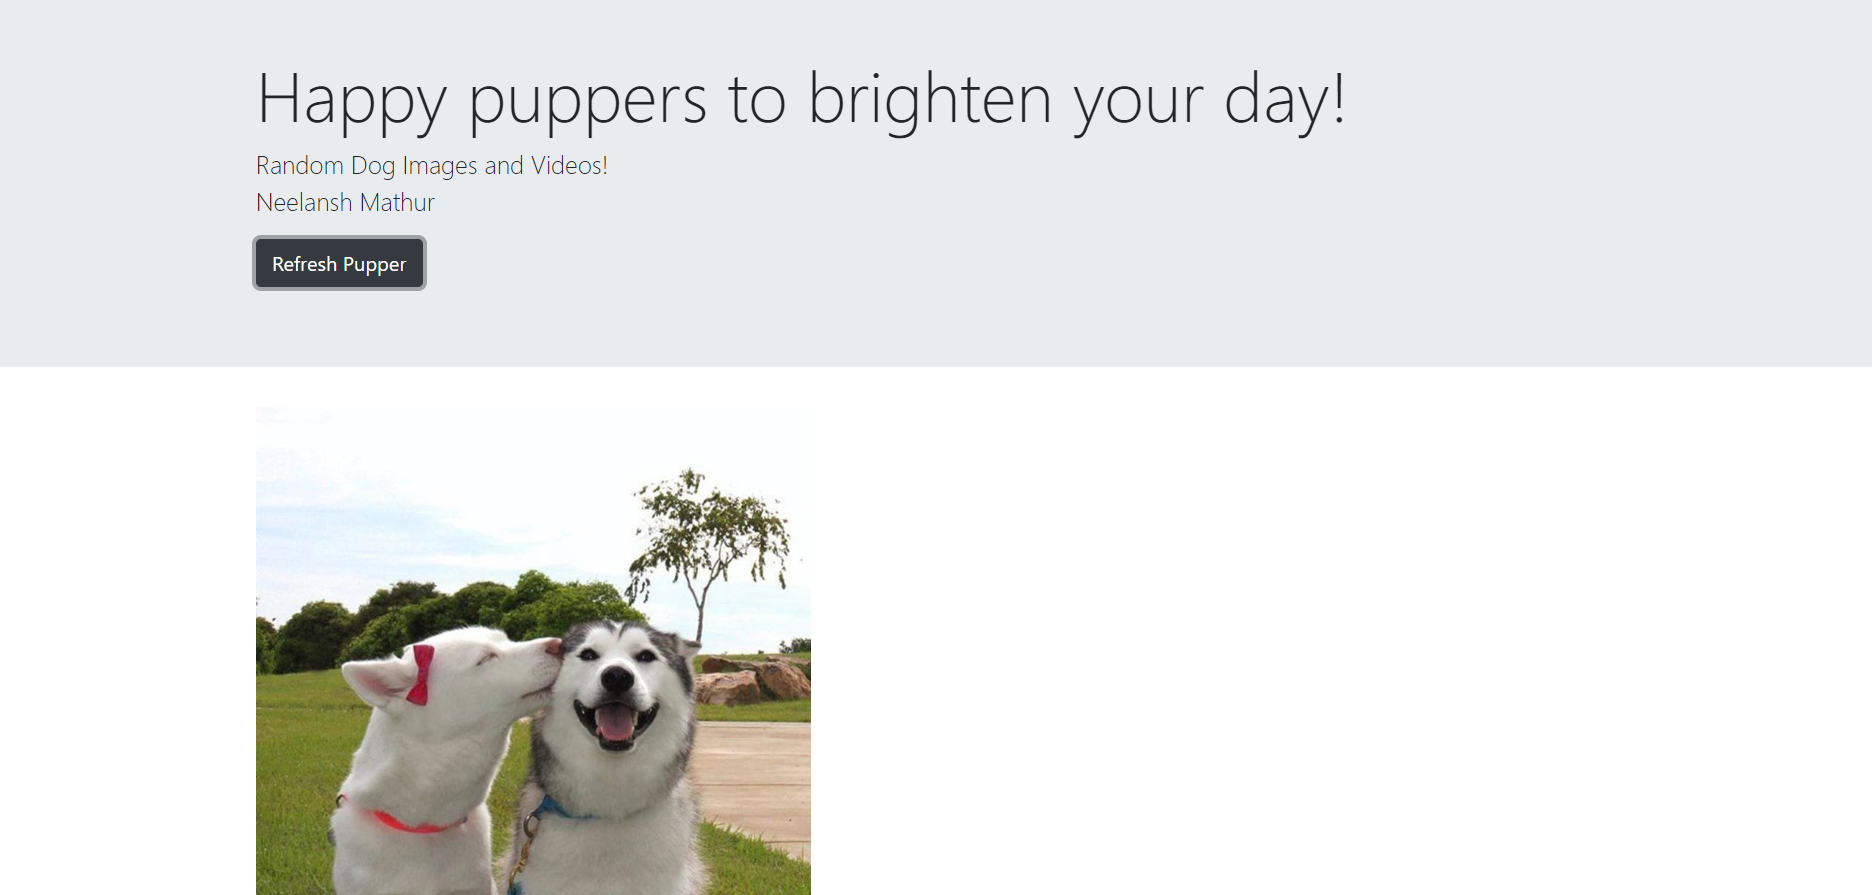 Happy puppers to brighten your day!
Random Dog Images and Videos!
Neelansh Mathur
Refresh Pupper